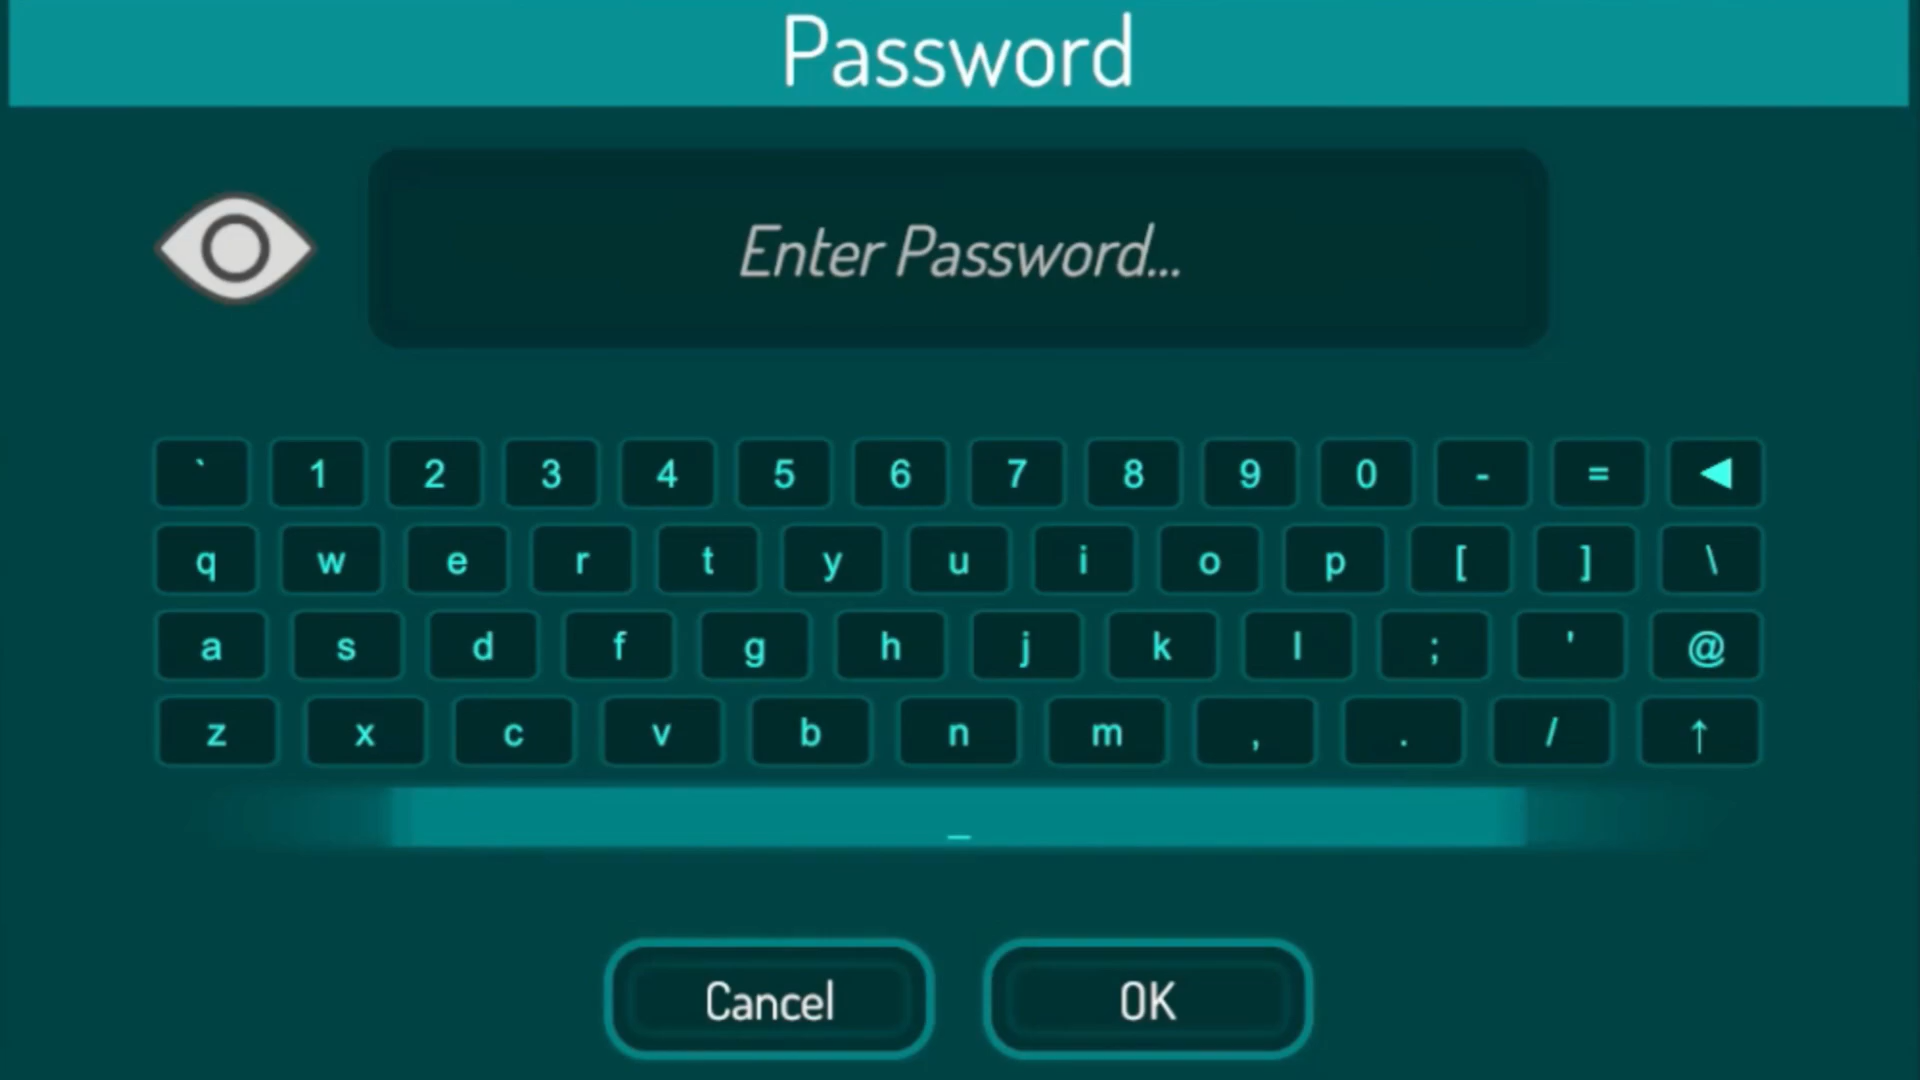 Password
Enter Password...
` 1 2 3 4 5 6 7 8 9 0 - = ◀
q w e r t y u i o p [ ] \
a s d f g h j k l ; ' @
z x c v b n m , . / ↑
_
Cancel OK